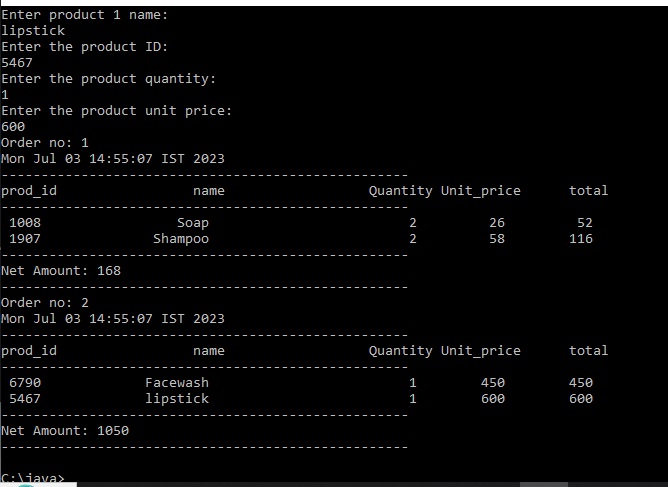 Enter product 1 name:
lipstick
Enter the product ID:
5467
Enter the product quantity:
1
Enter the product unit price:
600
Order no: 1
Mon Jul 03 14:55:07 IST 2023
---------------------------------------------------
prod_id                 name                  Quantity Unit_price      total
---------------------------------------------------
 1008                 Soap                         2         26         52
 1907              Shampoo                         2         58        116
---------------------------------------------------
Net Amount: 168
---------------------------------------------------
Order no: 2
Mon Jul 03 14:55:07 IST 2023
---------------------------------------------------
prod_id                 name                  Quantity Unit_price      total
---------------------------------------------------
 6790             Facewash                         1        450        450
 5467             lipstick                         1        600        600
---------------------------------------------------
Net Amount: 1050
---------------------------------------------------
C:\java>